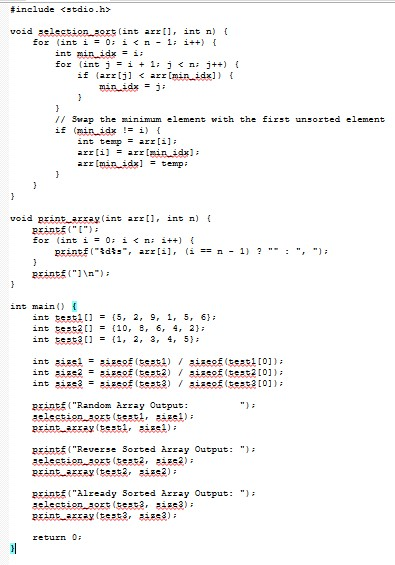 #include <stdio.h>

void selection_sort(int arr[], int n) {
    for (int i = 0; i < n - 1; i++) {
        int min_idx = i;
        for (int j = i + 1; j < n; j++) {
            if (arr[j] < arr[min_idx]) {
                min_idx = j;
            }
        }
        // Swap the minimum element with the first unsorted element
        if (min_idx != i) {
            int temp = arr[i];
            arr[i] = arr[min_idx];
            arr[min_idx] = temp;
        }
    }
}

void print_array(int arr[], int n) {
    printf("[");
    for (int i = 0; i < n; i++) {
        printf("%d%s", arr[i], (i == n - 1) ? "" : ", ");
    }
    printf("]\n");
}

int main() {
    int test1[] = {5, 2, 9, 1, 5, 6};
    int test2[] = {10, 8, 6, 4, 2};
    int test3[] = {1, 2, 3, 4, 5};

    int size1 = sizeof(test1) / sizeof(test1[0]);
    int size2 = sizeof(test2) / sizeof(test2[0]);
    int size3 = sizeof(test3) / sizeof(test3[0]);

    printf("Random Array Output:         ");
    selection_sort(test1, size1);
    print_array(test1, size1);

    printf("Reverse Sorted Array Output: ");
    selection_sort(test2, size2);
    print_array(test2, size2);

    printf("Already Sorted Array Output: ");
    selection_sort(test3, size3);
    print_array(test3, size3);

    return 0;
}